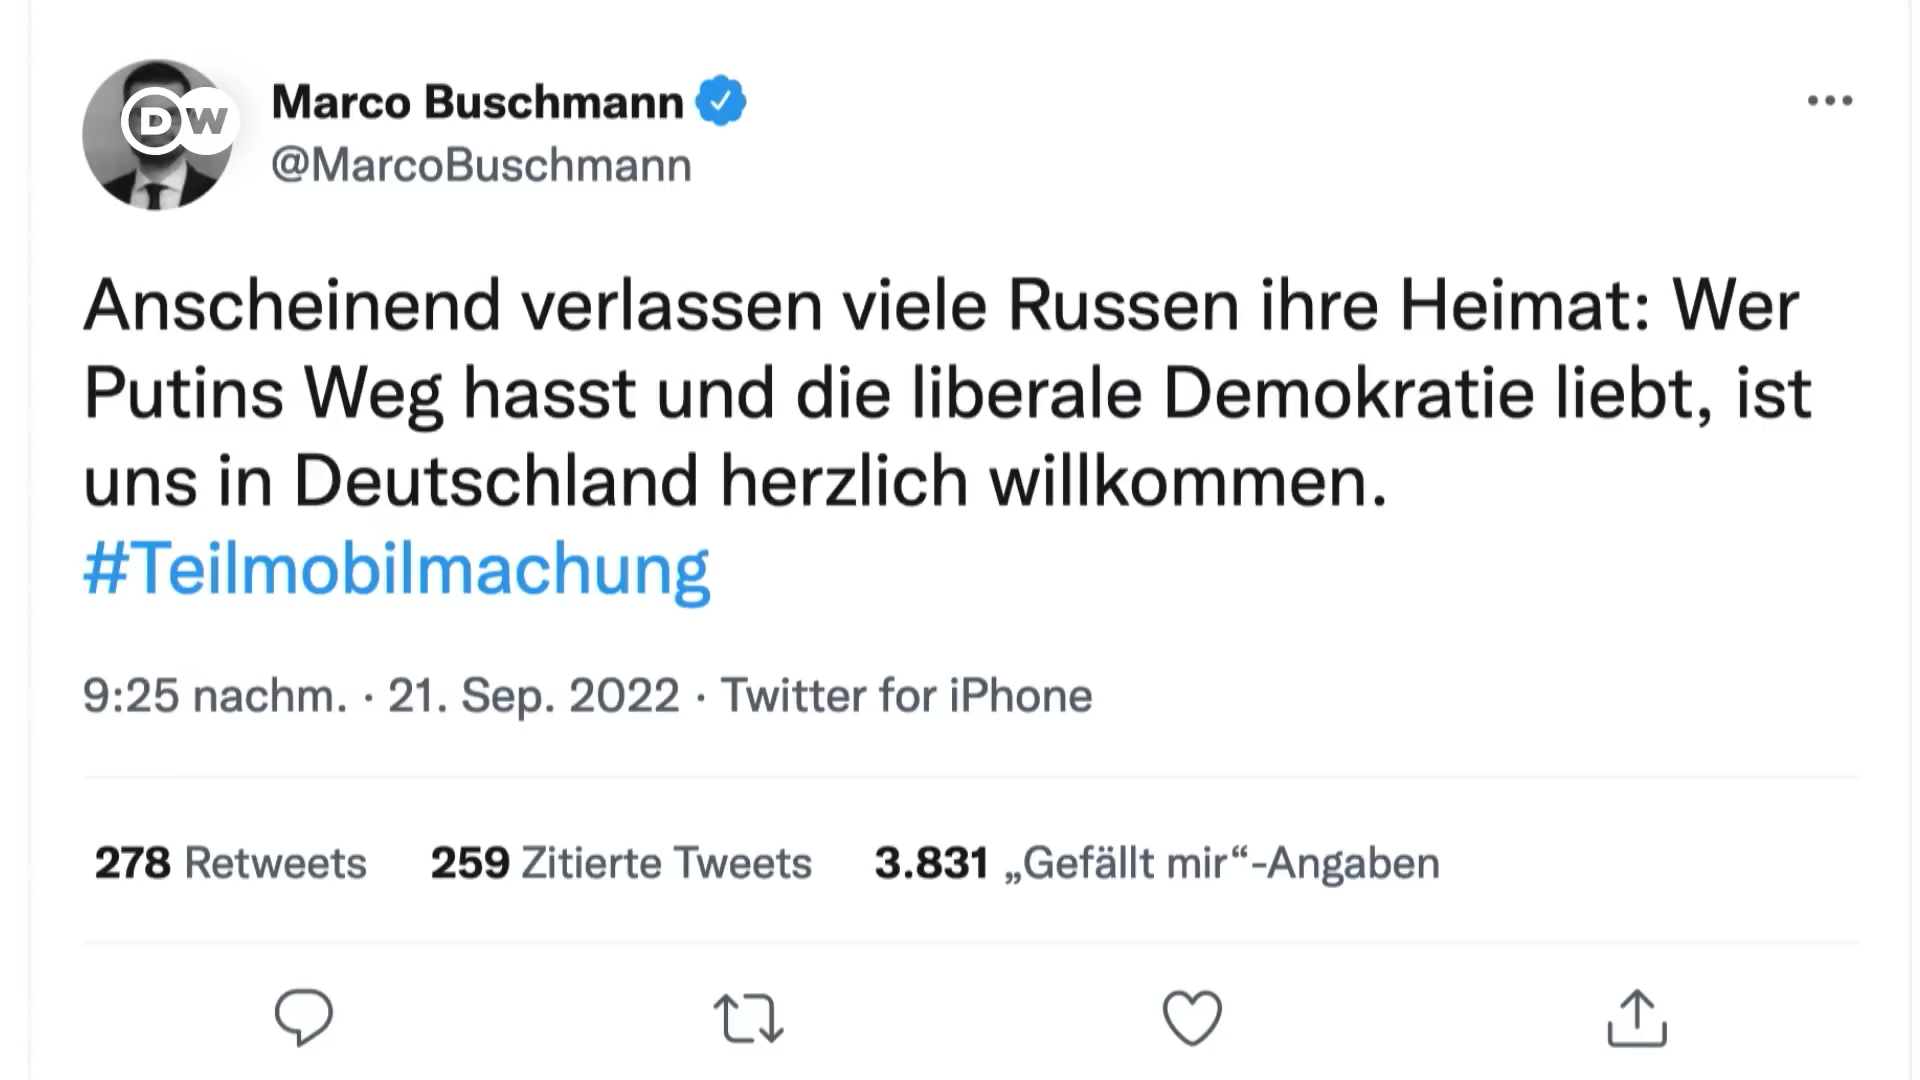 DW
Marco Buschmann
@MarcoBuschmann
Anscheinend verlassen viele Russen ihre Heimat: Wer
Putins Weg hasst und die liberale Demokratie liebt, ist
uns in Deutschland herzlich willkommen.
#Teilmobilmachung
9:25 nachm. · 21. Sep. 2022 · Twitter for iPhone
278 Retweets 259 Zitierte Tweets 3.831 „Gefällt mir“-Angaben